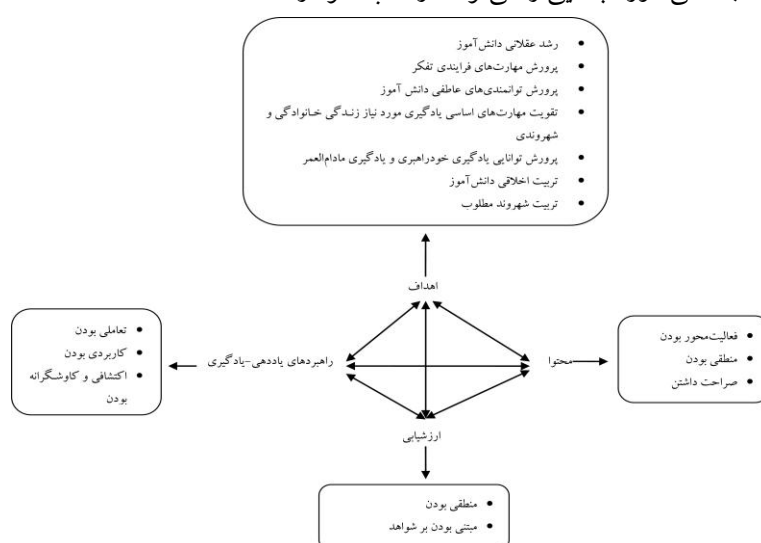 رشد عقلانی دانش‌آموز
پرورش مهارت‌های فرایندی تفکر
پرورش توانمندی‌های عاطفی دانش آموز
تقویت مهارت‌های اساسی یادگیری مورد نیاز زندگی خانوادگی و
شهروندی
پرورش توانایی یادگیری خودراهبری و یادگیری مادام‌العمر
تربیت اخلاقی دانش‌آموز
تربیت شهروند مطلوب
اهداف
فعالیت‌محور بودن
منطقی بودن
صراحت داشتن
محتوا
راهبردهای یاددهی-یادگیری
تعاملی بودن
کاربردی بودن
اکتشافی و کاوشگرانه
بودن
ارزشیابی
منطقی بودن
مبتنی بودن بر شواهد